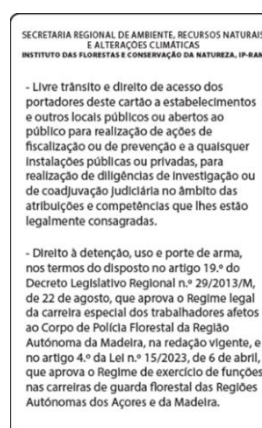 SECRETARIA REGIONAL DE AMBIENTE, RECURSOS NATURAIS
E ALTERAÇÕES CLIMÁTICAS
INSTITUTO DAS FLORESTAS E CONSERVAÇÃO DA NATUREZA, IP-RAM
- Livre trânsito e direito de acesso dos
portadores deste cartão a estabelecimentos
e outros locais públicos ou abertos ao
público para realização de ações de
fiscalização ou de prevenção e a quaisquer
instalações públicas ou privadas, para
realização de diligências de investigação ou
de coadjuvação judiciária no âmbito das
atribuições e competências que lhes estão
legalmente consagradas.
- Direito à detenção, uso e porte de arma,
nos termos do disposto no artigo 19.º do
Decreto Legislativo Regional n.º 29/2013/M,
de 22 de agosto, que aprova o Regime legal
da carreira especial dos trabalhadores afetos
ao Corpo de Polícia Florestal da Região
Autónoma da Madeira, na redação vigente, e
no artigo 4.º da Lei n.º 15/2023, de 6 de abril,
que aprova o Regime de exercício de funções
nas carreiras de guarda florestal das Regiões
Autónomas dos Açores e da Madeira.